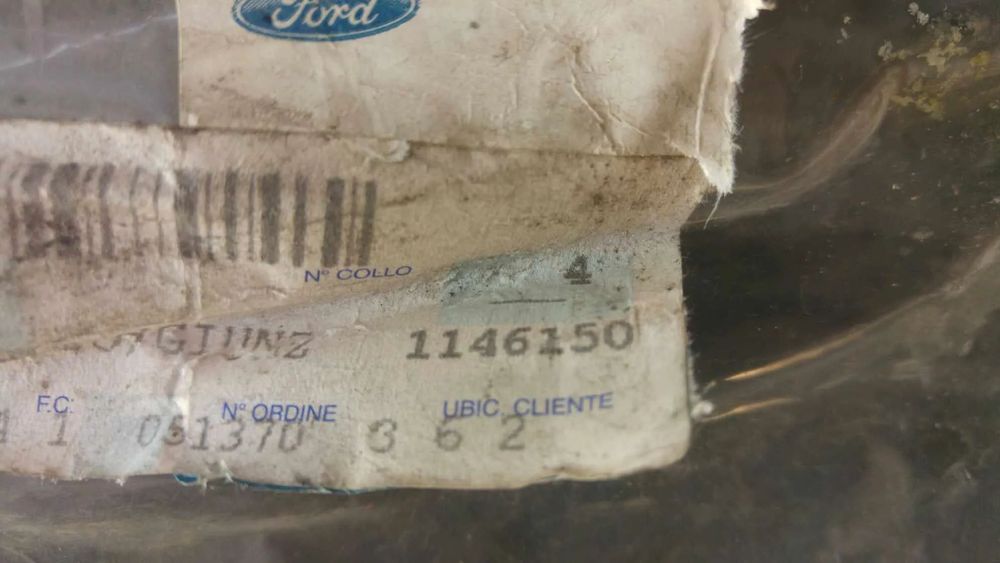 Ford
N° COLLO
4
GIUNZ 1146150
F.C. N° ORDINE UBIC. CLIENTE
1 051370 3 6 2